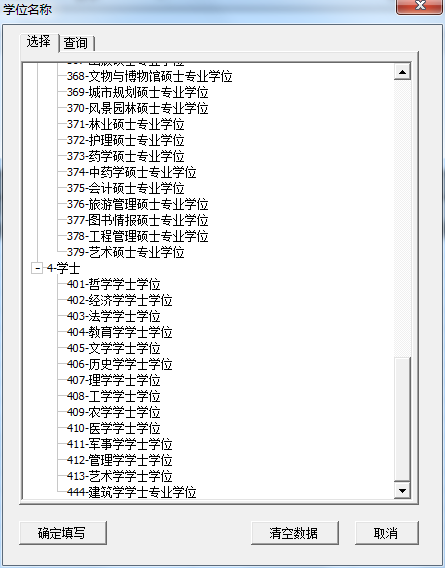 学位名称
选择 查询
367-出版硕士专业学位
368-文物与博物馆硕士专业学位
369-城市规划硕士专业学位
370-风景园林硕士专业学位
371-林业硕士专业学位
372-护理硕士专业学位
373-药学硕士专业学位
374-中药学硕士专业学位
375-会计硕士专业学位
376-旅游管理硕士专业学位
377-图书情报硕士专业学位
378-工程管理硕士专业学位
379-艺术硕士专业学位
4-学士
401-哲学学士学位
402-经济学学士学位
403-法学学士学位
404-教育学学士学位
405-文学学士学位
406-历史学学士学位
407-理学学士学位
408-工学学士学位
409-农学学士学位
410-医学学士学位
411-军事学学士学位
412-管理学学士学位
413-艺术学学士学位
444-建筑学学士专业学位
确定填写 清空数据 取消